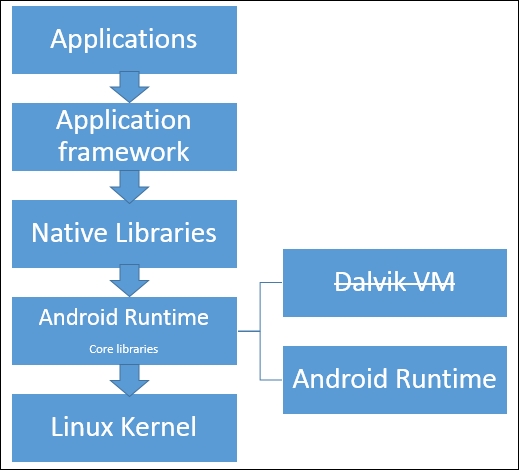 Applications
Application
framework
Native Libraries
Android Runtime
Core libraries
Linux Kernel
Dalvik VM
Android Runtime